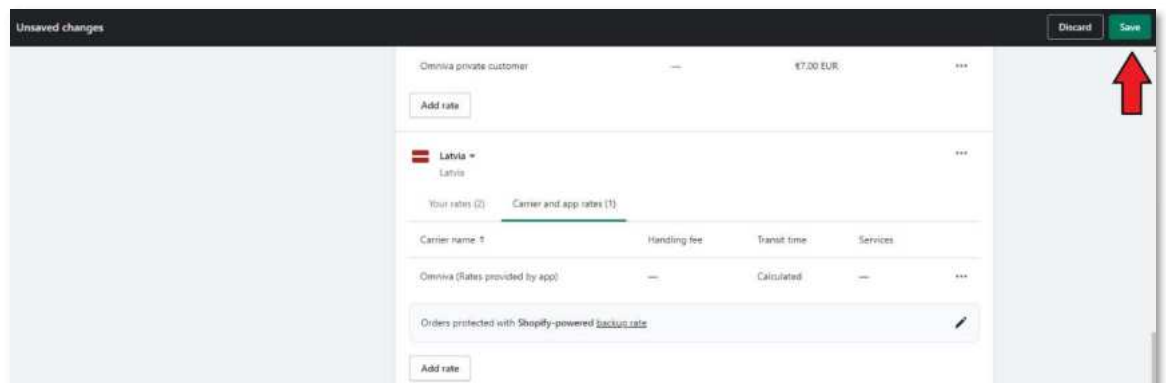 Unsaved changes Discard Save
Omniva private customer — €7.00 EUR
Add rate
Latvia
Latvia
Your rates (2) Carrier and app rates (1)
Carrier name ↑ Handling fee Transit time Services
Omniva (Rates provided by app) — Calculated —
Orders protected with Shopify-powered backup rate
Add rate